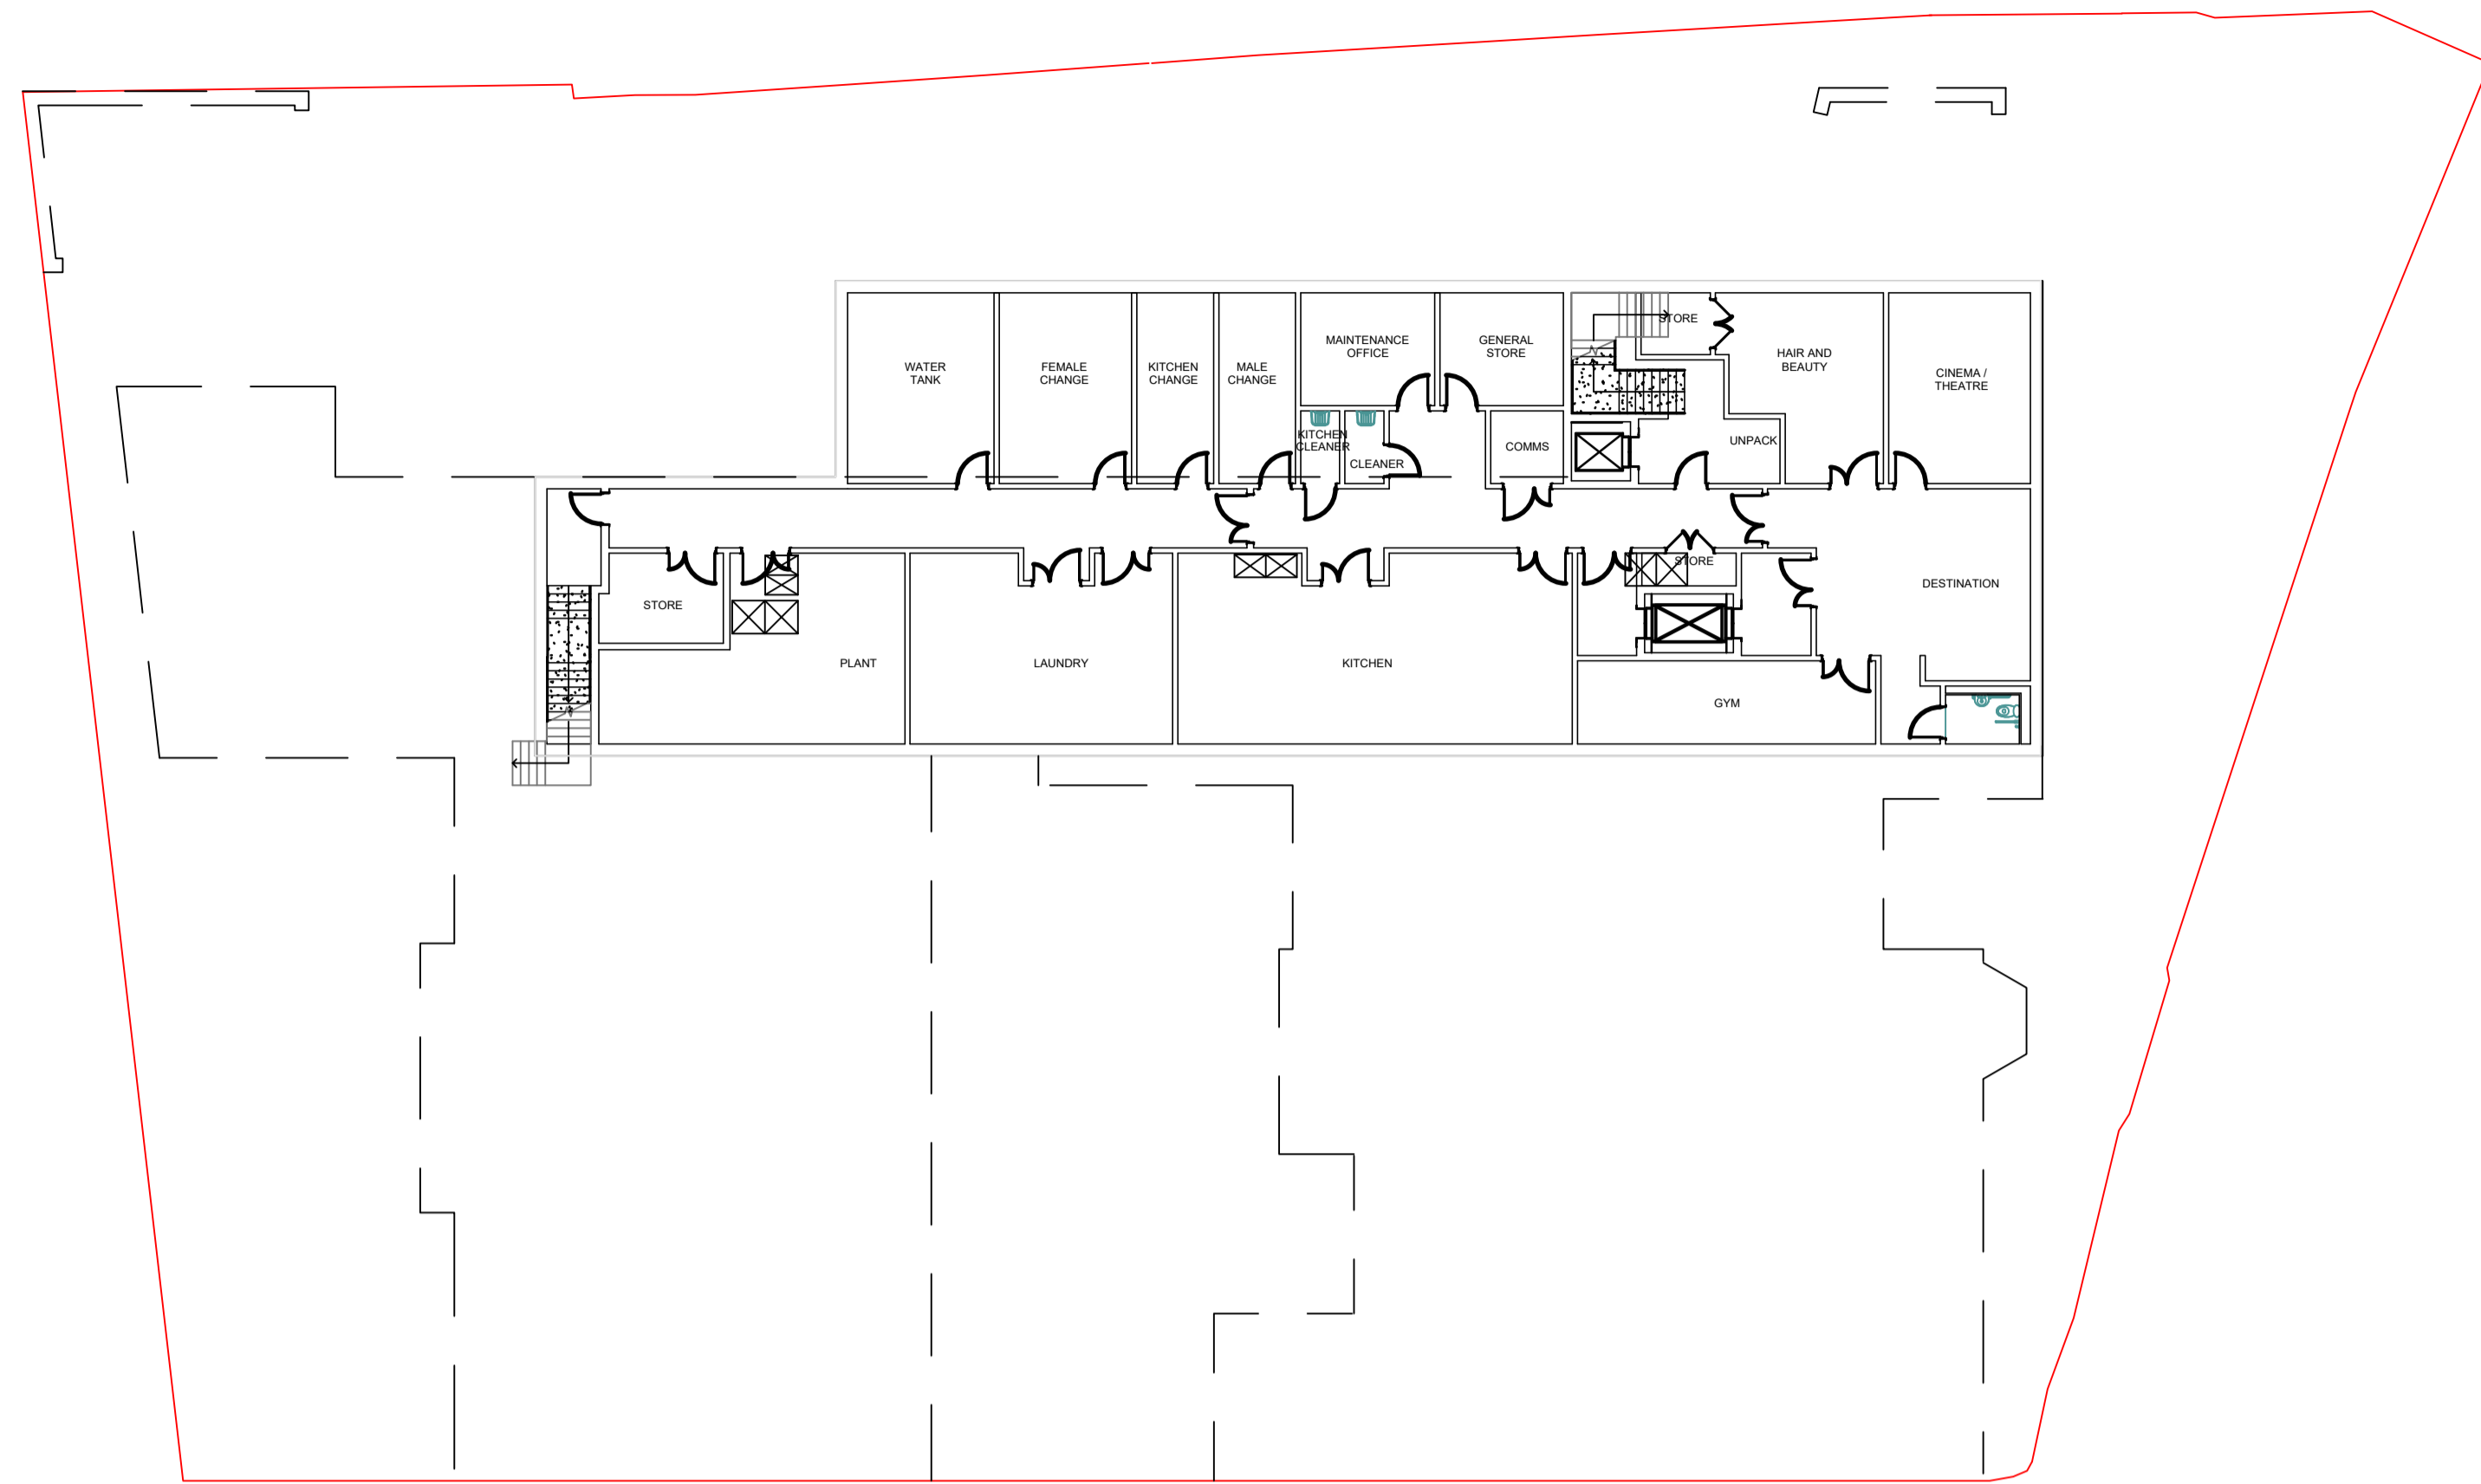 STORE
MAINTENANCE
OFFICE
GENERAL
STORE
HAIR AND
BEAUTY
WATER
TANK
FEMALE
CHANGE
KITCHEN
CHANGE
MALE
CHANGE
CINEMA /
THEATRE
KITCHEN
CLEANER
CLEANER
COMMS
UNPACK
STORE
DESTINATION
STORE
PLANT
LAUNDRY
KITCHEN
GYM